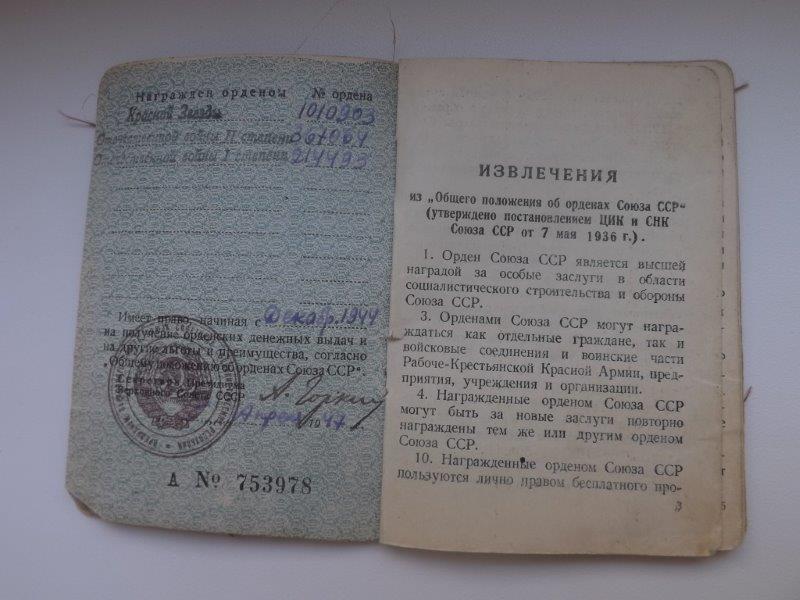 Награжден орденом № ордена
Красной Звезды 1010903
Отечественной войны II степени 367064
Отечественной войны I степени 214493
Имеет право, начиная с Декабр. 1944
на получение орденских денежных выдач и
на другие льготы и преимущества, согласно
„Общему положению об орденах Союза ССР“.
Секретарь Президиума
Верховного Совета СССР А. Горкин
Апреля 1947
А № 753978
ИЗВЛЕЧЕНИЯ
из „Общего положения об орденах Союза ССР“
(утверждено постановлением ЦИК и СНК
Союза ССР от 7 мая 1936 г.).
1. Орден Союза ССР является высшей
наградой за особые заслуги в области
социалистического строительства и обороны
Союза ССР.
3. Орденами Союза ССР могут награ-
ждаться как отдельные граждане, так и
войсковые соединения и воинские части
Рабоче-Крестьянской Красной Армии, пред-
приятия, учреждения и организации.
4. Награжденные орденом Союза ССР
могут быть за новые заслуги повторно
награждены тем же или другим орденом
Союза ССР.
10. Награжденные орденом Союза ССР
пользуются лично правом бесплатного про-
3
5